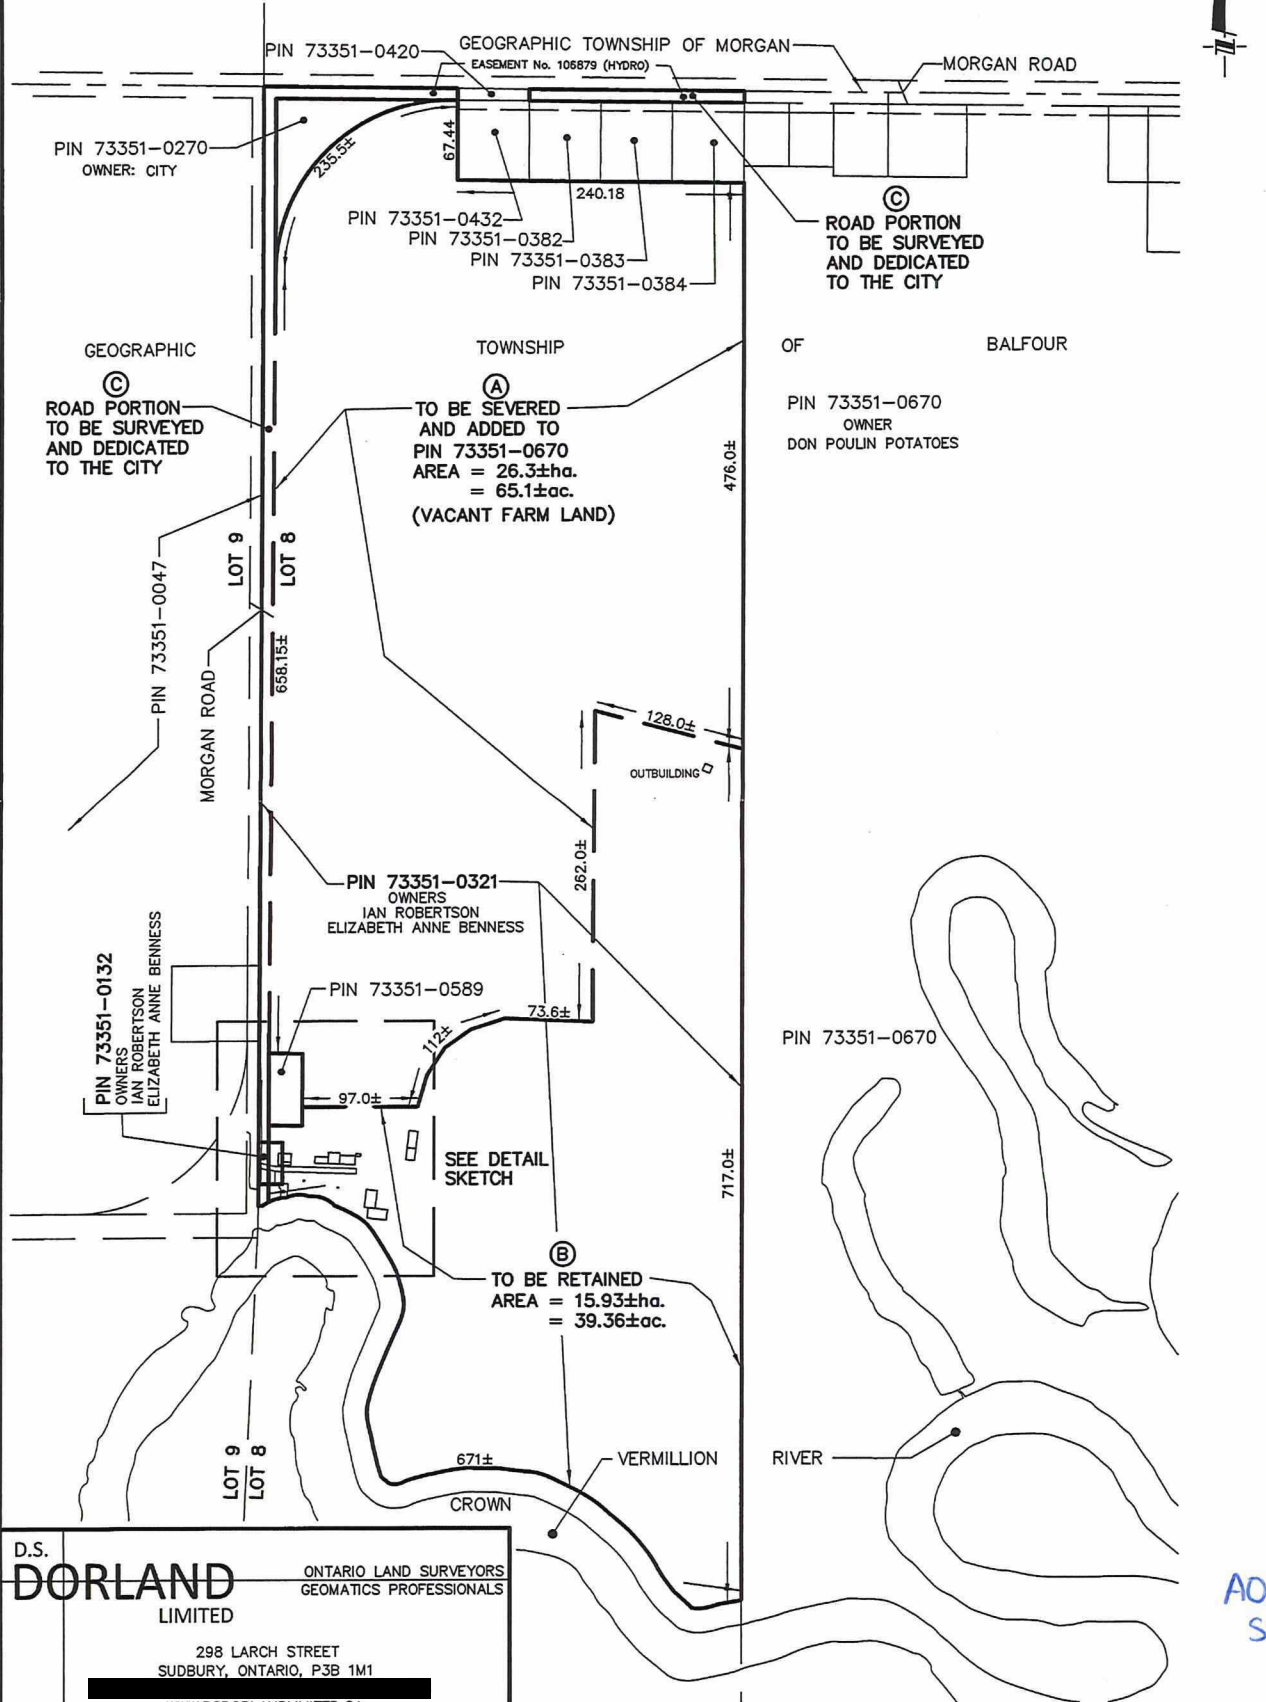 PIN 73351-0420
GEOGRAPHIC TOWNSHIP OF MORGAN
EASEMENT No. 106879 (HYDRO)
MORGAN ROAD
N
PIN 73351-0270
OWNER: CITY
235.5±
67.44
240.18
PIN 73351-0432
PIN 73351-0382
PIN 73351-0383
PIN 73351-0384
C
ROAD PORTION
TO BE SURVEYED
AND DEDICATED
TO THE CITY
GEOGRAPHIC
TOWNSHIP
OF
BALFOUR
C
ROAD PORTION
TO BE SURVEYED
AND DEDICATED
TO THE CITY
A
TO BE SEVERED
AND ADDED TO
PIN 73351-0670
AREA = 26.3±ha.
= 65.1±ac.
(VACANT FARM LAND)
PIN 73351-0670
OWNER
DON POULIN POTATOES
476.0±
LOT 9
LOT 8
PIN 73351-0047
MORGAN ROAD
658.15±
128.0±
OUTBUILDING
262.0±
PIN 73351-0321
OWNERS
IAN ROBERTSON
ELIZABETH ANNE BENNESS
PIN 73351-0132
OWNERS
IAN ROBERTSON
ELIZABETH ANNE BENNESS
PIN 73351-0589
73.6±
112±
97.0±
PIN 73351-0670
SEE DETAIL
SKETCH
717.0±
B
TO BE RETAINED
AREA = 15.93±ha.
= 39.36±ac.
LOT 9
LOT 8
671±
VERMILLION
RIVER
CROWN
D.S.
DORLAND
LIMITED
ONTARIO LAND SURVEYORS
GEOMATICS PROFESSIONALS
298 LARCH STREET
SUDBURY, ONTARIO, P3B 1M1
AO
S